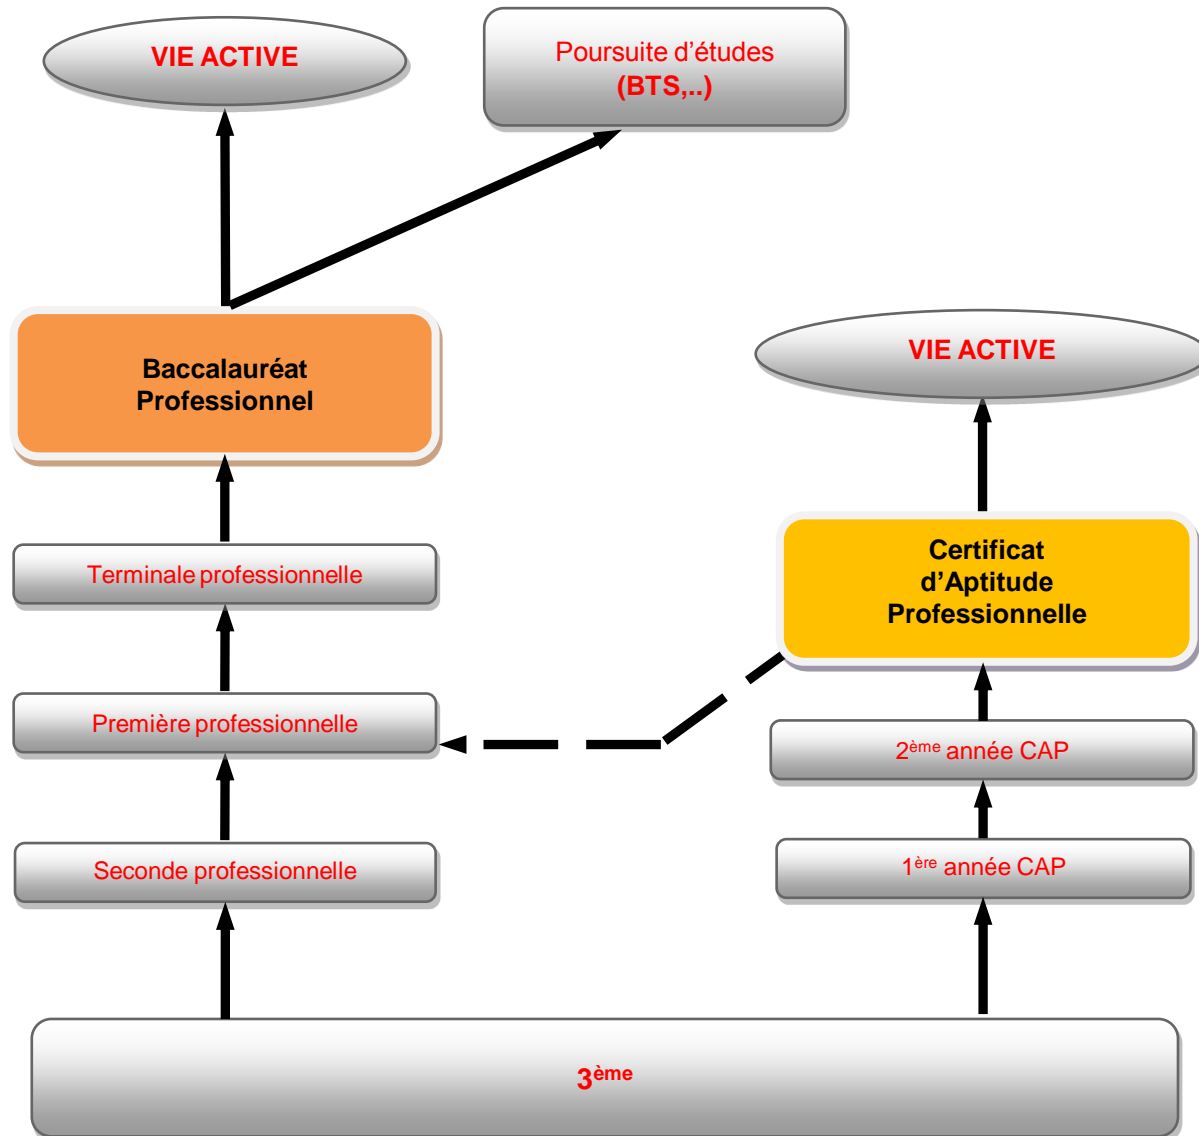 VIE ACTIVE
Poursuite d’études
(BTS,..)
Baccalauréat
Professionnel
VIE ACTIVE
Terminale professionnelle
Certificat
d’Aptitude
Professionnelle
Première professionnelle
2ème année CAP
Seconde professionnelle
1ère année CAP
3ème